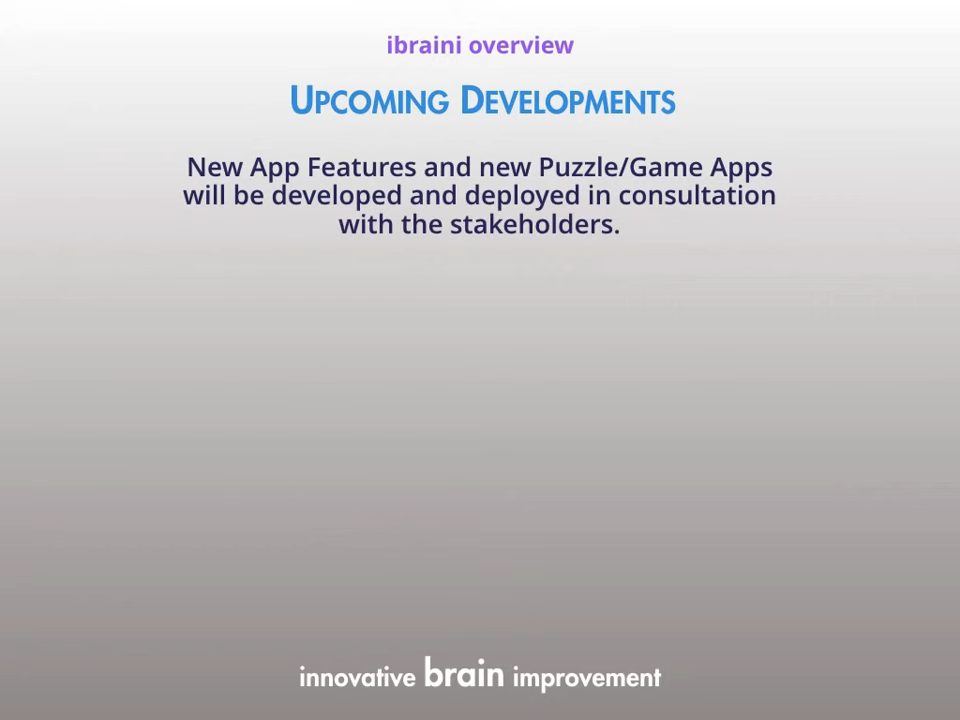 ibraini overview
Upcoming Developments
New App Features and new Puzzle/Game Apps
will be developed and deployed in consultation
with the stakeholders.
innovative brain improvement